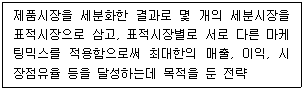 제품시장을 세분화한 결과로 몇 개의 세분시장을
표적시장으로 삼고, 표적시장별로 서로 다른 마케
팅믹스를 적용함으로써 최대한의 매출, 이익, 시
장점유율 등을 달성하는데 목적을 둔 전략